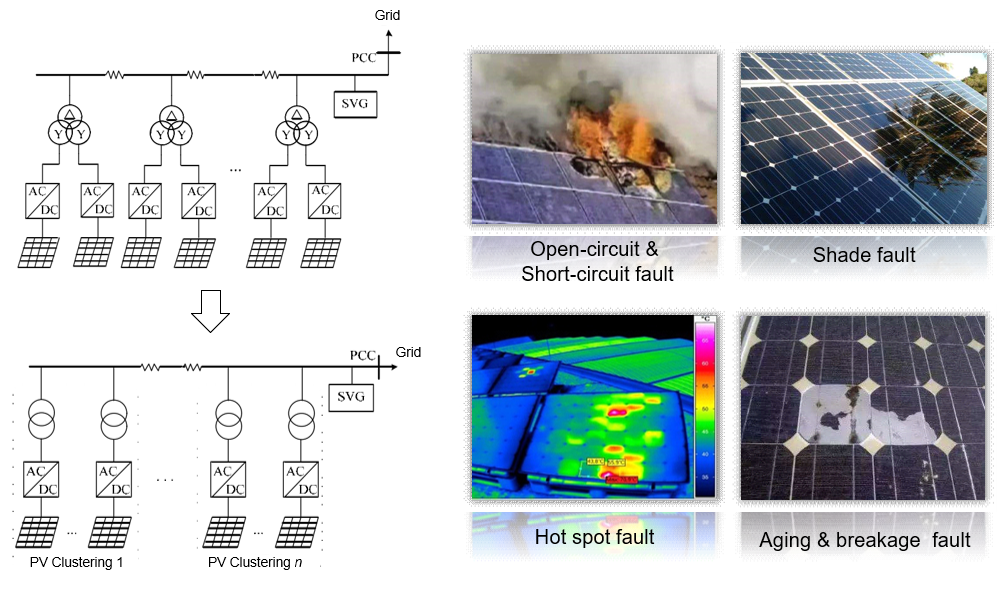 Grid
PCC
SVG
Δ
Y Y
Δ
Y Y
Δ
Y Y
...
AC
DC
AC
DC
AC
DC
AC
DC
AC
DC
AC
DC
PCC
Grid
SVG
AC
DC
AC
DC
. . .
AC
DC
AC
DC
...
...
PV Clustering 1
PV Clustering n
Open-circuit &
Short-circuit fault
Shade fault
°C
Hot spot fault
Aging & breakage fault